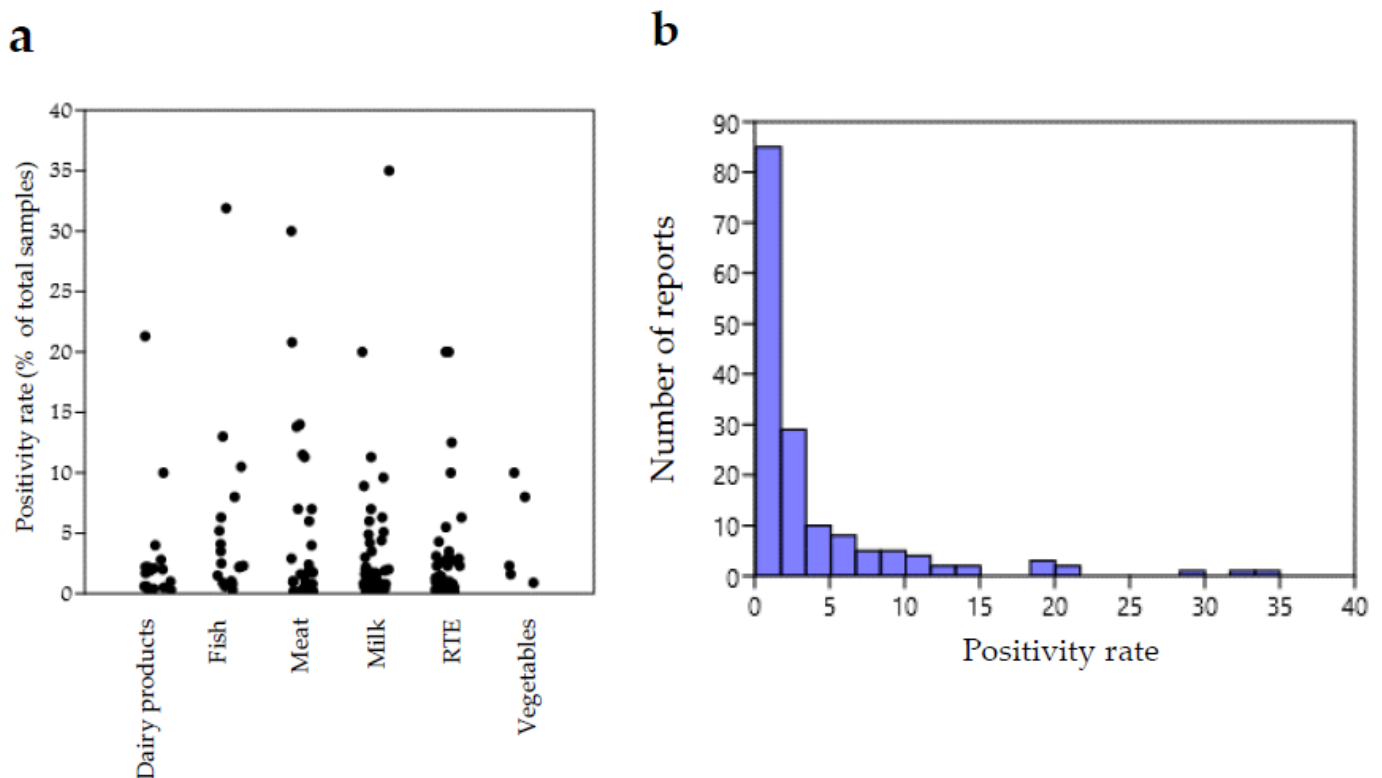 a
Positivity rate (% of total samples)
40
35
30
25
20
15
10
5
0
Dairy products
Fish
Meat
Milk
RTE
Vegetables
b
Number of reports
90
80
70
60
50
40
30
20
10
0
0 5 10 15 20 25 30 35 40
Positivity rate